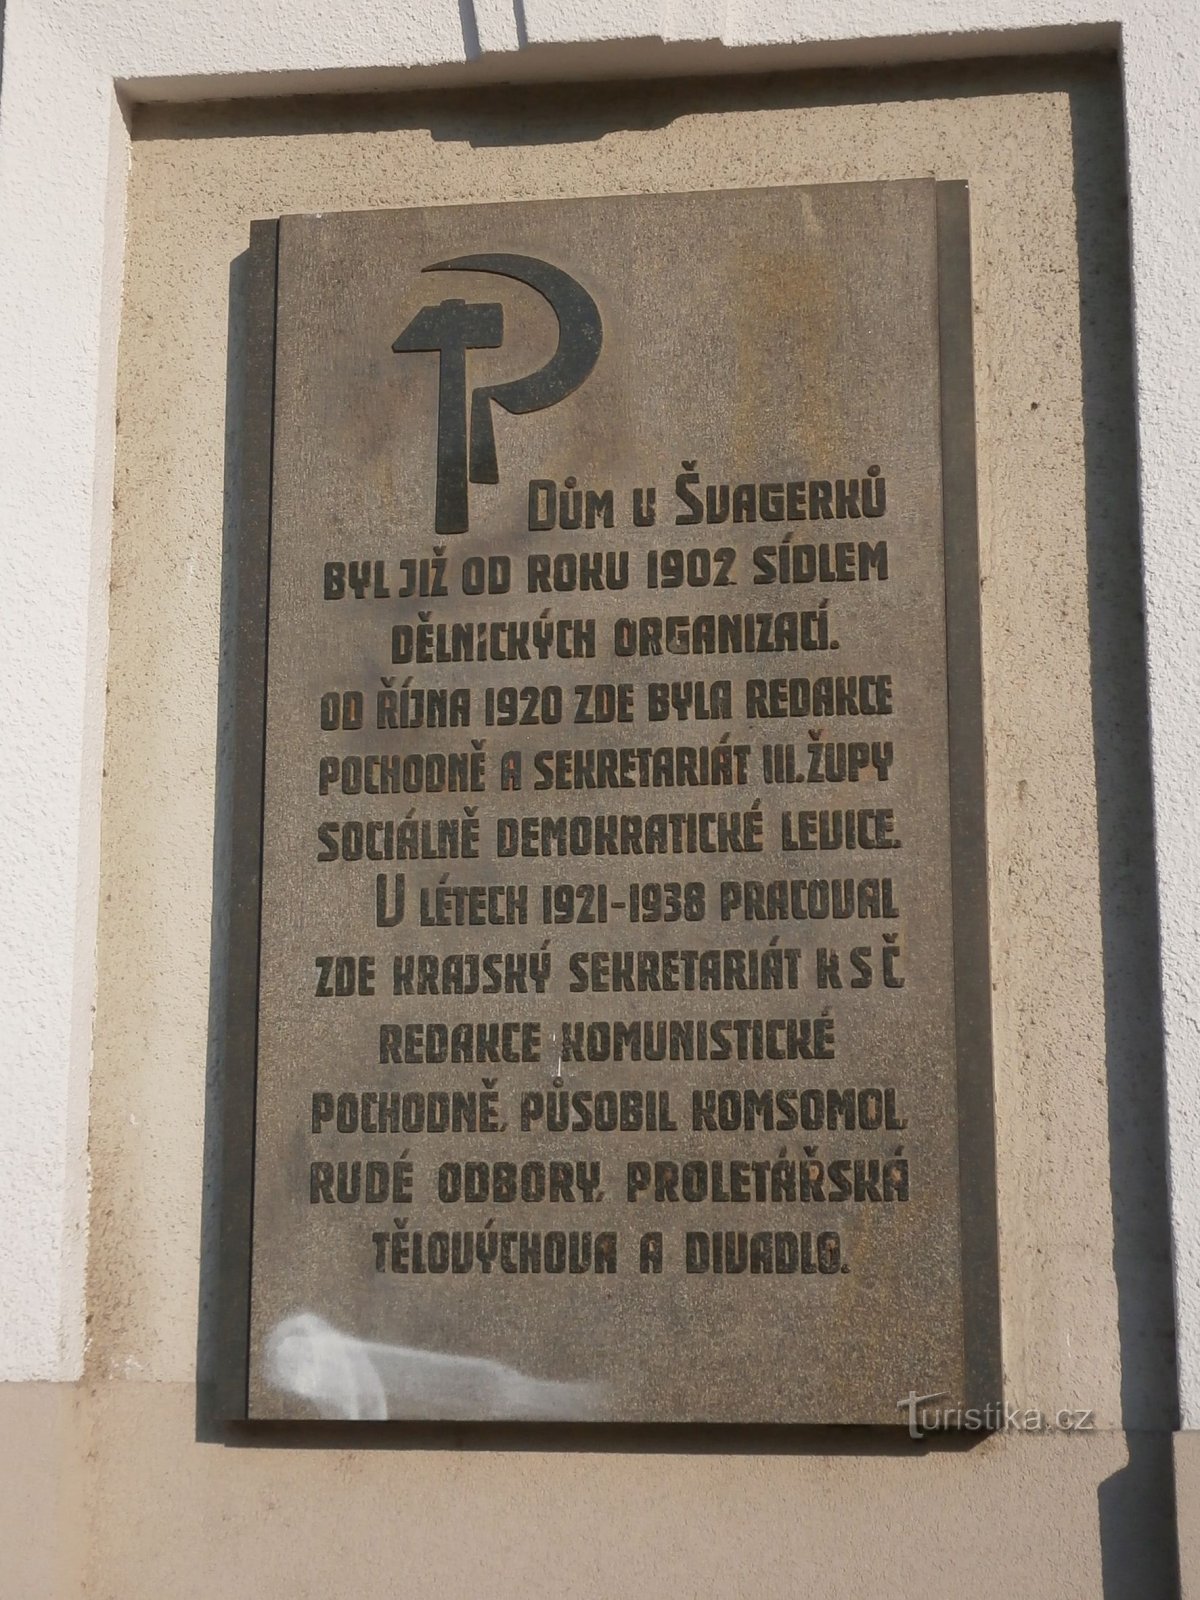 DŮM U ŠVAGERKŮ
BYL JIŽ OD ROKU 1902 SÍDLEM
DĚLNICKÝCH ORGANIZACÍ.
OD ŘÍJNA 1920 ZDE BYLA REDAKCE
POCHODNĚ A SEKRETARIÁT III. ŽUPY
SOCIÁLNĚ DEMOKRATICKÉ LEVICE.
V LÉTECH 1921-1938 PRACOVAL
ZDE KRAJSKÝ SEKRETARIÁT K S Č
REDAKCE KOMUNISTICKÉ
POCHODNĚ, PŮSOBIL KOMSOMOL,
RUDÉ ODBORY, PROLETÁŘSKÁ
TĚLOVÝCHOVA A DIVADLO.
Turistika.cz